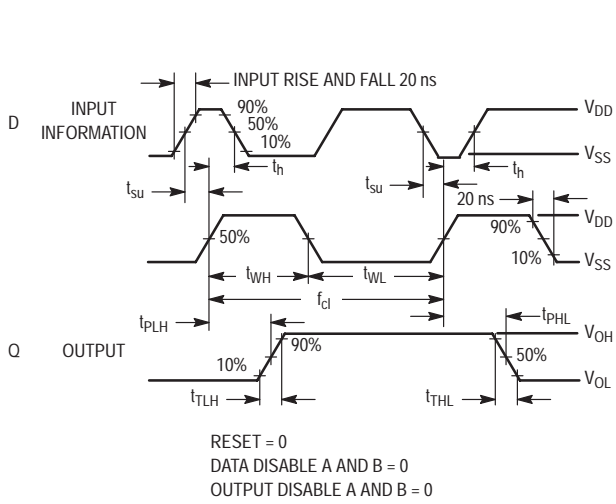 INPUT RISE AND FALL 20 ns
D
INPUT
INFORMATION
90%
50%
10%
VDD
VSS
tsu
th
tsu
th
20 ns
50%
90%
10%
VDD
VSS
tWH
tWL
fcl
tPLH
tPHL
Q
OUTPUT
90%
10%
50%
VOH
VOL
tTLH
tTHL
RESET = 0
DATA DISABLE A AND B = 0
OUTPUT DISABLE A AND B = 0